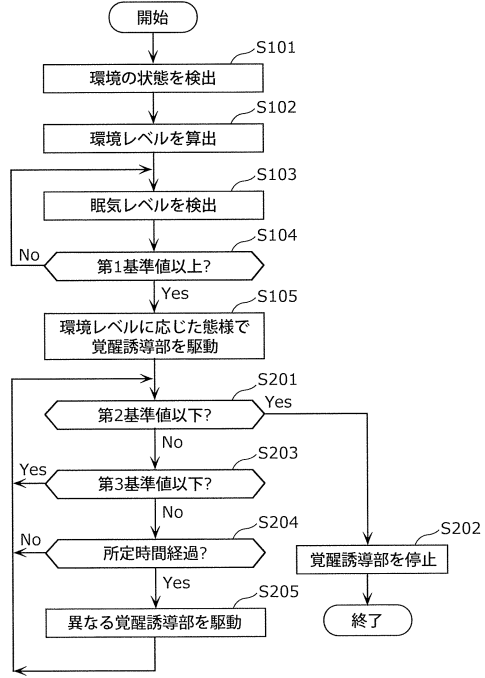 開始
S101
環境の状態を検出
S102
環境レベルを算出
S103
眠気レベルを検出
S104
第1基準値以上?
No
Yes
S105
環境レベルに応じた態様で
覚醒誘導部を駆動
S201
第2基準値以下?
Yes
No
S203
第3基準値以下?
Yes
No
S204
所定時間経過?
No
Yes
S202
覚醒誘導部を停止
S205
異なる覚醒誘導部を駆動
終了